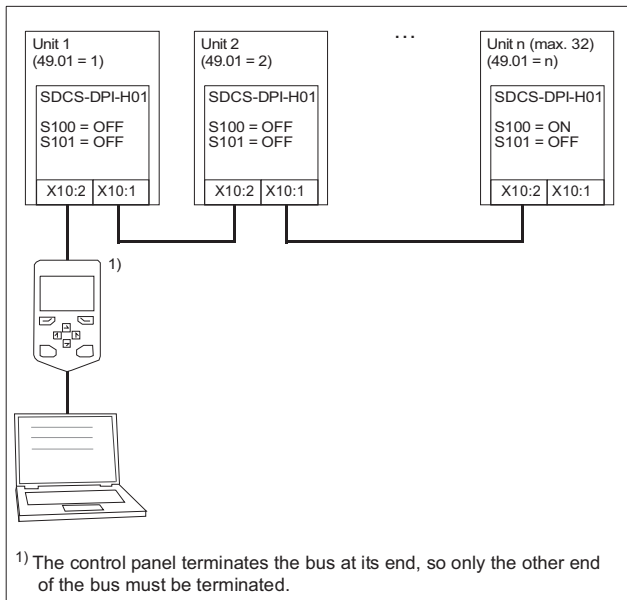 Unit 1
(49.01 = 1)
SDCS-DPI-H01
S100 = OFF
S101 = OFF
X10:2 X10:1
Unit 2
(49.01 = 2)
SDCS-DPI-H01
S100 = OFF
S101 = OFF
X10:2 X10:1
...
Unit n (max. 32)
(49.01 = n)
SDCS-DPI-H01
S100 = ON
S101 = OFF
X10:2 X10:1
1)
1) The control panel terminates the bus at its end, so only the other end
of the bus must be terminated.